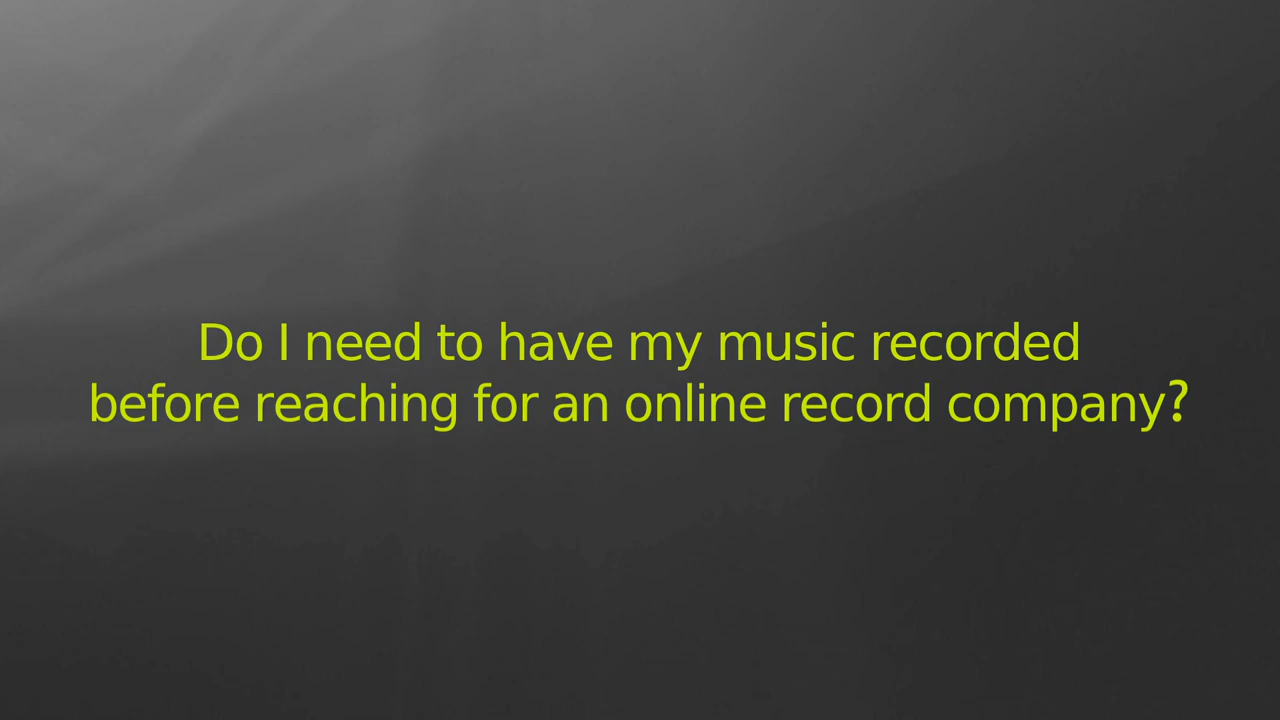 Do I need to have my music recorded
before reaching for an online record company?